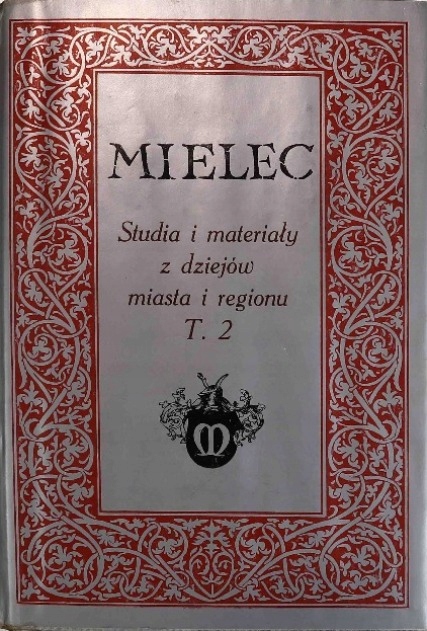 MIELEC
Studia i materiały
z dziejów
miasta i regionu
T. 2
M